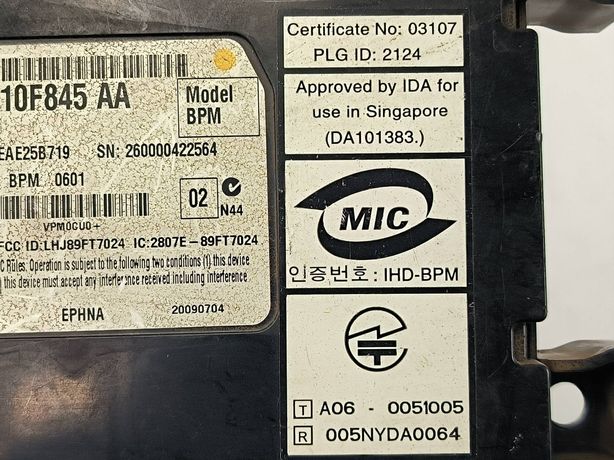 10F845 AA
Model
BPM
EAE25B719 SN: 260000422564
BPM 0601
02
N44
VPM0CU0+
FCC ID:LHJ89FT7024 IC:2807E-89FT7024
C Rules: Operation is subject to the following two conditions (1) this device
this device must accept any interference received including interference
EPHNA 20090704
Certificate No: 03107
PLG ID: 2124
Approved by IDA for
use in Singapore
(DA101383.)
MIC
인증번호: IHD-BPM
T A06 - 0051005
R 005NYDA0064